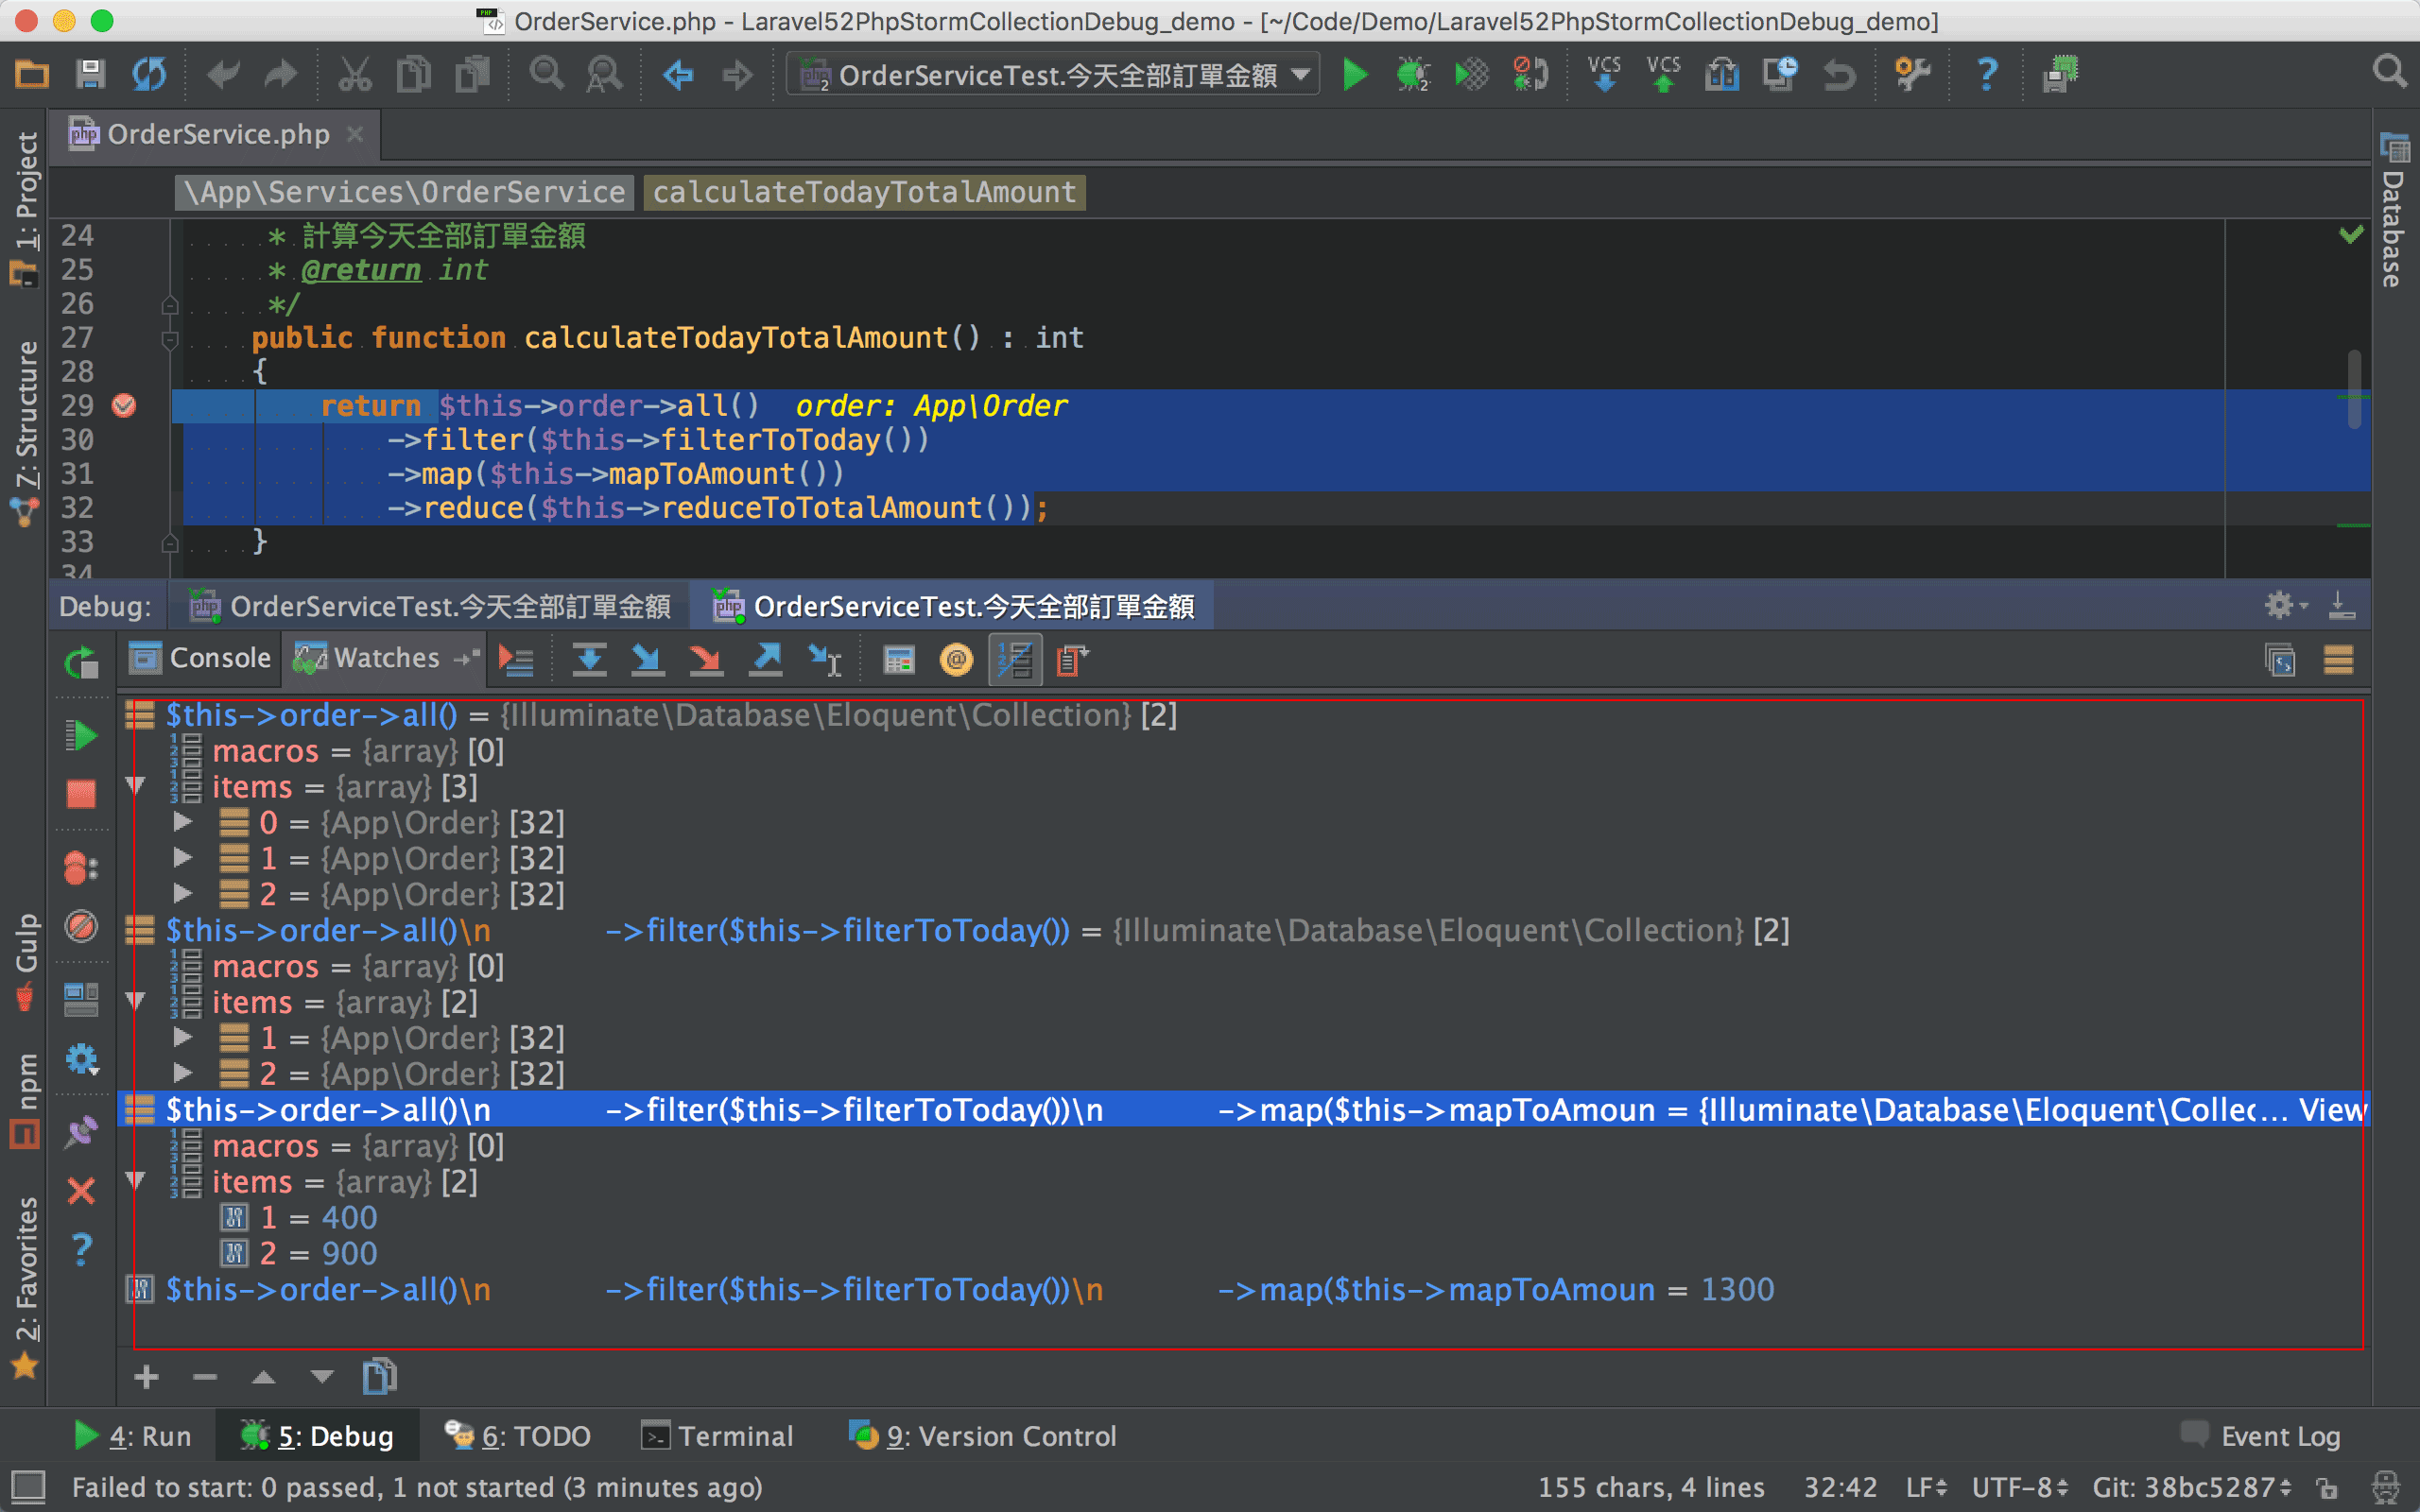 OrderService.php - Laravel52PhpStormCollectionDebug_demo - [~/Code/Demo/Laravel52PhpStormCollectionDebug_demo]
OrderServiceTest.今天全部訂單金額
VCS VCS
OrderService.php
\App\Services\OrderService calculateTodayTotalAmount
24 * 計算今天全部訂單金額
25 * @return int
26 */
27 public function calculateTodayTotalAmount() : int
28 {
29 return $this->order->all() order: App\Order
30 ->filter($this->filterToToday())
31 ->map($this->mapToAmount())
32 ->reduce($this->reduceToTotalAmount());
33 }
34
1: Project
7: Structure
Gulp
npm
2: Favorites
Database
Debug: OrderServiceTest.今天全部訂單金額 OrderServiceTest.今天全部訂單金額
Console Watches
$this->order->all() = {Illuminate\Database\Eloquent\Collection} [2]
macros = {array} [0]
items = {array} [3]
0 = {App\Order} [32]
1 = {App\Order} [32]
2 = {App\Order} [32]
$this->order->all()\n ->filter($this->filterToToday()) = {Illuminate\Database\Eloquent\Collection} [2]
macros = {array} [0]
items = {array} [2]
1 = {App\Order} [32]
2 = {App\Order} [32]
$this->order->all()\n ->filter($this->filterToToday())\n ->map($this->mapToAmoun = {Illuminate\Database\Eloquent\Collec… View
macros = {array} [0]
items = {array} [2]
1 = 400
2 = 900
$this->order->all()\n ->filter($this->filterToToday())\n ->map($this->mapToAmoun = 1300
4: Run 5: Debug 6: TODO Terminal 9: Version Control Event Log
Failed to start: 0 passed, 1 not started (3 minutes ago) 155 chars, 4 lines 32:42 LF UTF-8 Git: 38bc5287